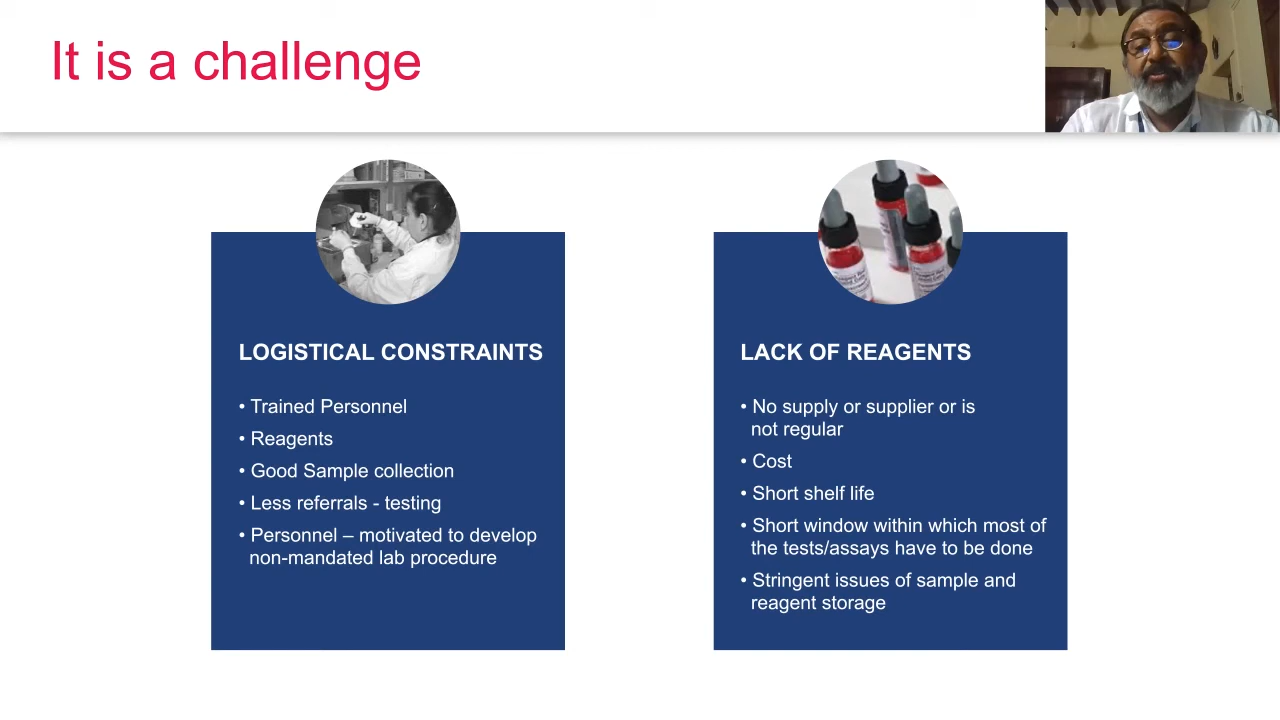 It is a challenge
LOGISTICAL CONSTRAINTS
• Trained Personnel
• Reagents
• Good Sample collection
• Less referrals - testing
• Personnel – motivated to develop
non-mandated lab procedure
LACK OF REAGENTS
• No supply or supplier or is
not regular
• Cost
• Short shelf life
• Short window within which most of
the tests/assays have to be done
• Stringent issues of sample and
reagent storage